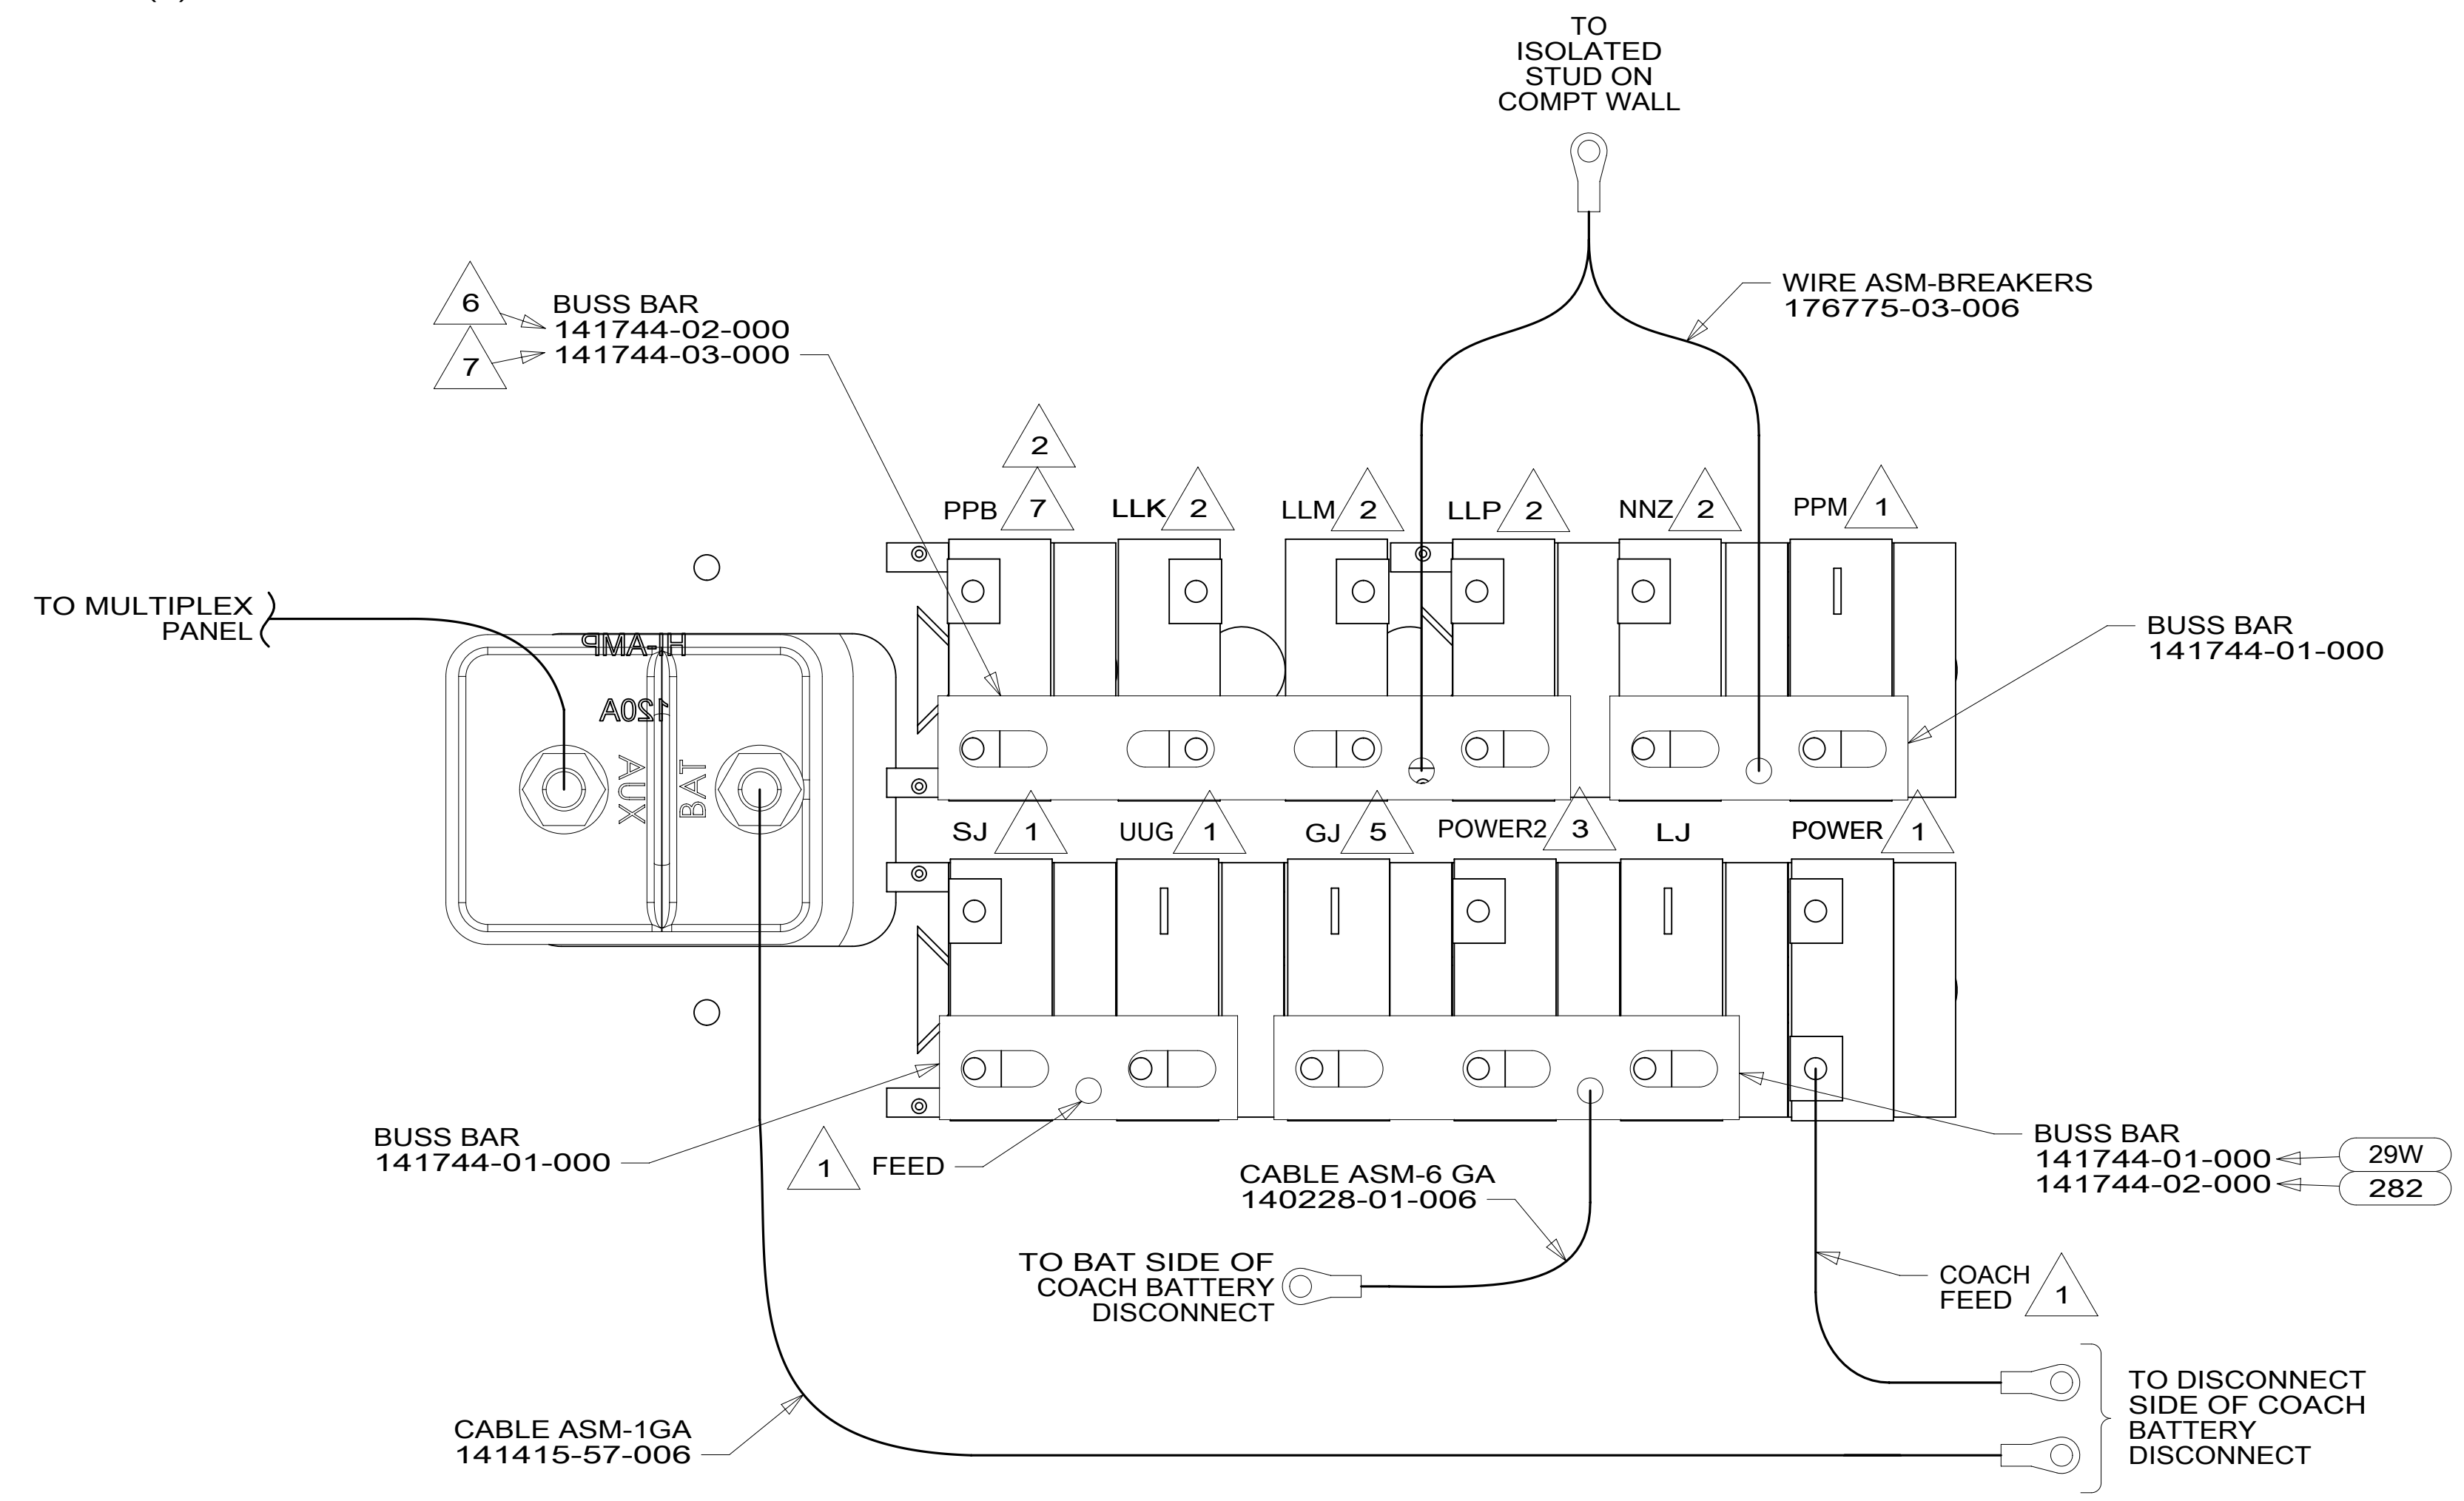 TO
ISOLATED
STUD ON
COMPT WALL
WIRE ASM-BREAKERS
176775-03-006
6
7
BUSS BAR
141744-02-000
141744-03-000
2
PPB 7
LLK 2
LLM 2
LLP 2
NNZ 2
PPM 1
TO MULTIPLEX
PANEL
HI-AMP
120A
AUX
BAT
BUSS BAR
141744-01-000
SJ 1
UUG 1
GJ 5
POWER2 3
LJ
POWER 1
BUSS BAR
141744-01-000
1 FEED
CABLE ASM-6 GA
140228-01-006
TO BAT SIDE OF
COACH BATTERY
DISCONNECT
BUSS BAR
141744-01-000 29W
141744-02-000 282
COACH
FEED 1
CABLE ASM-1GA
141415-57-006
TO DISCONNECT
SIDE OF COACH
BATTERY
DISCONNECT